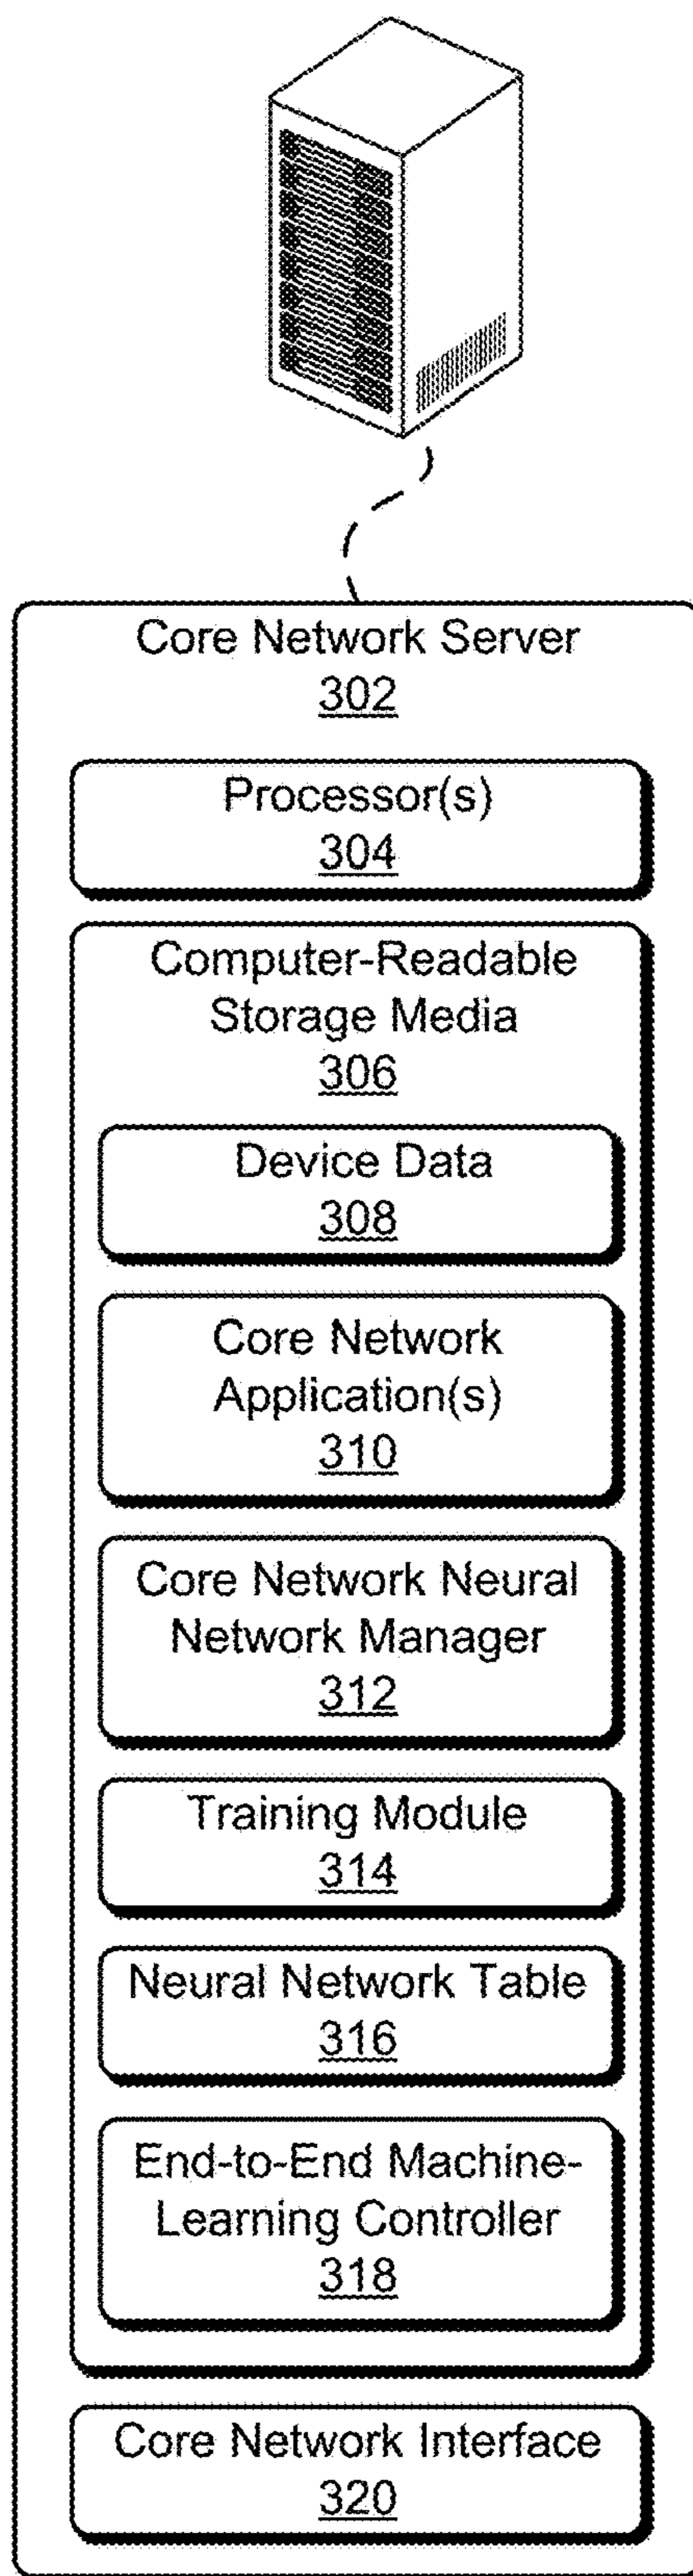 Core Network Server
302
Processor(s)
304
Computer-Readable
Storage Media
306
Device Data
308
Core Network
Application(s)
310
Core Network Neural
Network Manager
312
Training Module
314
Neural Network Table
316
End-to-End Machine-
Learning Controller
318
Core Network Interface
320